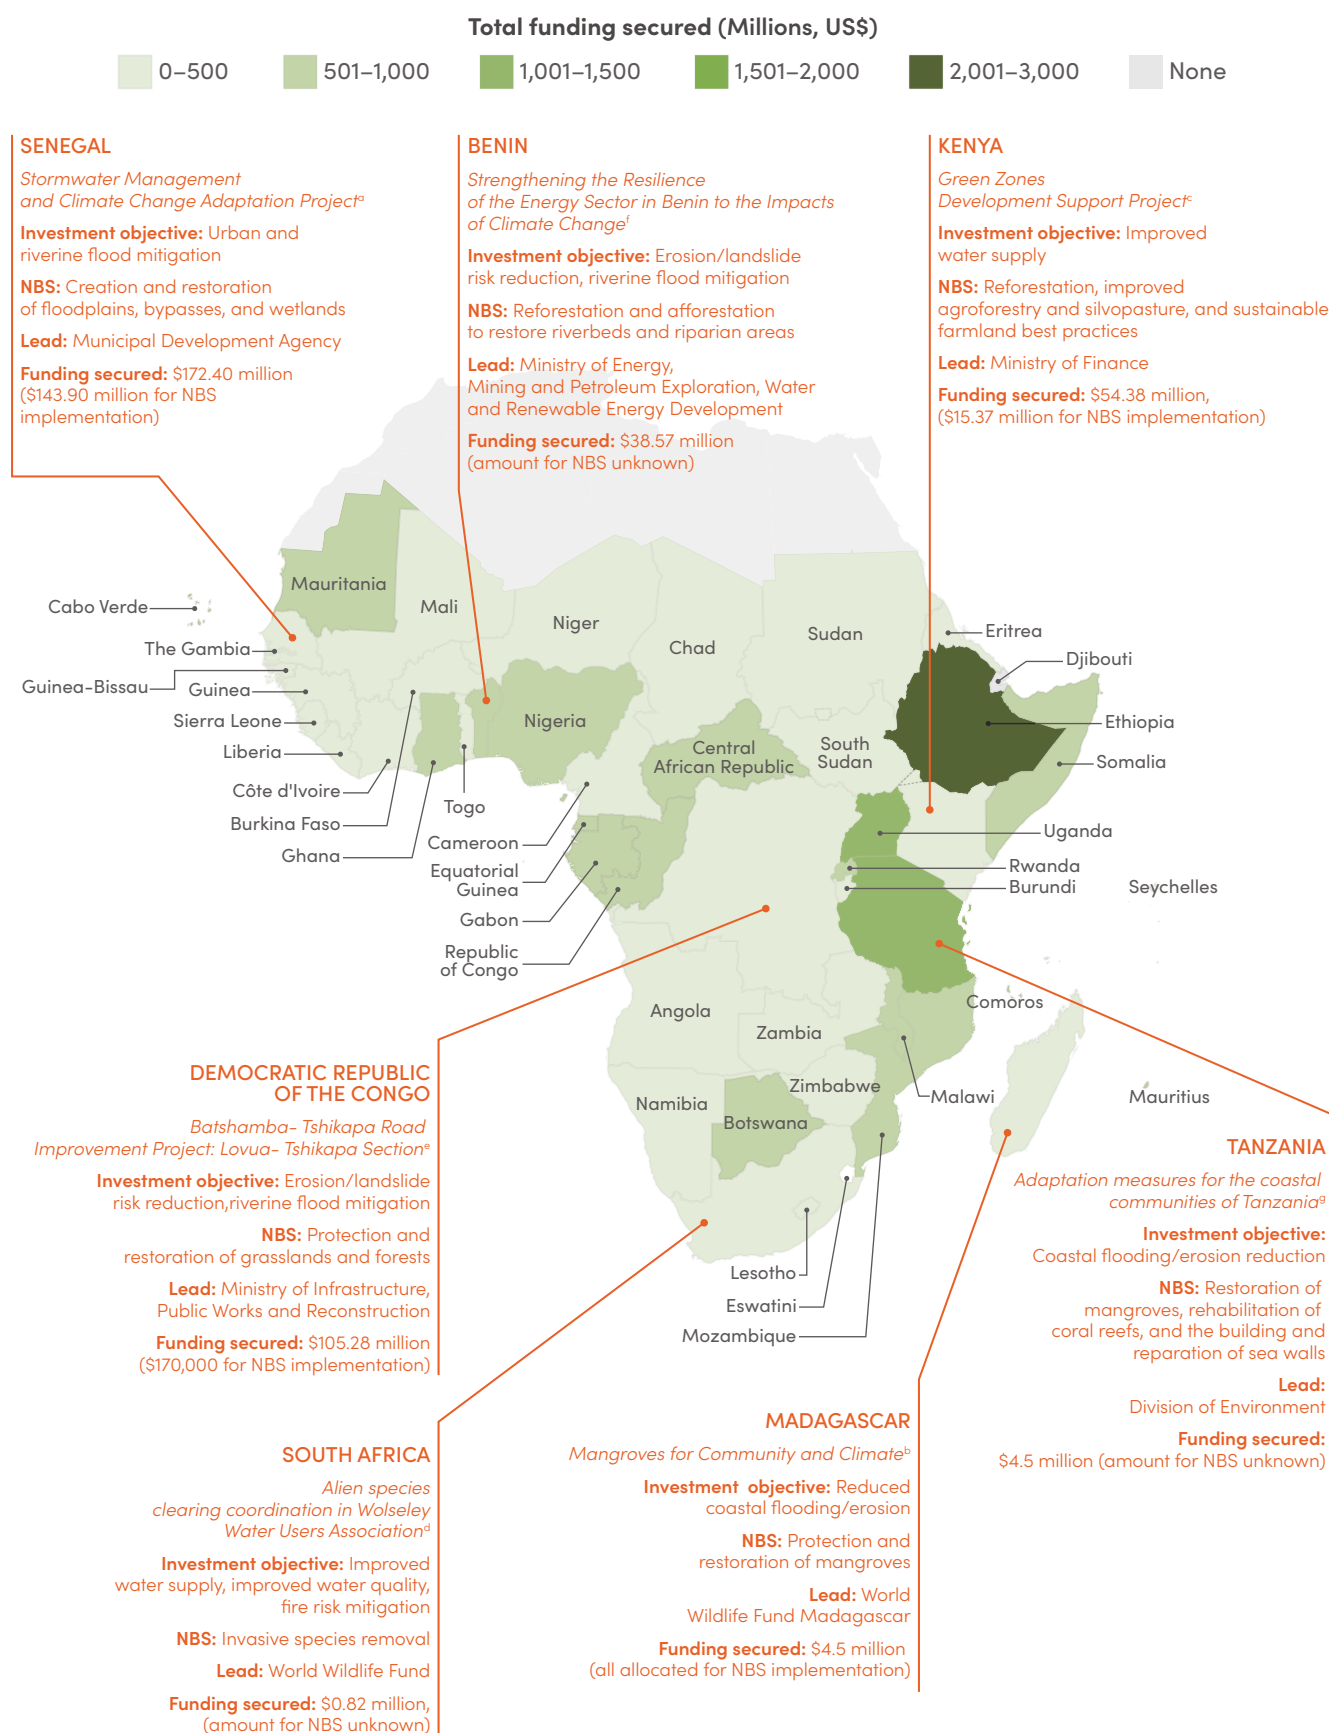 Total funding secured (Millions, US$)
0–500
501–1,000
1,001–1,500
1,501–2,000
2,001–3,000
None
SENEGAL
Stormwater Management
and Climate Change Adaptation Projectᵃ
Investment objective: Urban and
riverine flood mitigation
NBS: Creation and restoration
of floodplains, bypasses, and wetlands
Lead: Municipal Development Agency
Funding secured: $172.40 million
($143.90 million for NBS
implementation)
BENIN
Strengthening the Resilience
of the Energy Sector in Benin to the Impacts
of Climate Changeᶠ
Investment objective: Erosion/landslide
risk reduction, riverine flood mitigation
NBS: Reforestation and afforestation
to restore riverbeds and riparian areas
Lead: Ministry of Energy,
Mining and Petroleum Exploration, Water
and Renewable Energy Development
Funding secured: $38.57 million
(amount for NBS unknown)
KENYA
Green Zones
Development Support Projectᶜ
Investment objective: Improved
water supply
NBS: Reforestation, improved
agroforestry and silvopasture, and sustainable
farmland best practices
Lead: Ministry of Finance
Funding secured: $54.38 million,
($15.37 million for NBS implementation)
Mauritania
Mali
Niger
Chad
Sudan
Cabo Verde
The Gambia
Guinea-Bissau
Guinea
Sierra Leone
Liberia
Côte d'Ivoire
Burkina Faso
Ghana
Togo
Nigeria
Central
African Republic
South
Sudan
Eritrea
Djibouti
Ethiopia
Somalia
Cameroon
Equatorial
Guinea
Gabon
Republic
of Congo
Uganda
Rwanda
Burundi
Seychelles
Angola
Zambia
Comoros
Zimbabwe
Namibia
Botswana
Malawi
Mauritius
Lesotho
Eswatini
Mozambique
DEMOCRATIC REPUBLIC
OF THE CONGO
Batshamba- Tshikapa Road
Improvement Project: Lovua- Tshikapa Sectionᵉ
Investment objective: Erosion/landslide
risk reduction,riverine flood mitigation
NBS: Protection and
restoration of grasslands and forests
Lead: Ministry of Infrastructure,
Public Works and Reconstruction
Funding secured: $105.28 million
($170,000 for NBS implementation)
TANZANIA
Adaptation measures for the coastal
communities of Tanzaniaᵍ
Investment objective:
Coastal flooding/erosion reduction
NBS: Restoration of
mangroves, rehabilitation of
coral reefs, and the building and
reparation of sea walls
Lead:
Division of Environment
Funding secured:
$4.5 million (amount for NBS unknown)
SOUTH AFRICA
Alien species
clearing coordination in Wolseley
Water Users Associationᵈ
Investment objective: Improved
water supply, improved water quality,
fire risk mitigation
NBS: Invasive species removal
Lead: World Wildlife Fund
Funding secured: $0.82 million,
(amount for NBS unknown)
MADAGASCAR
Mangroves for Community and Climateᵇ
Investment objective: Reduced
coastal flooding/erosion
NBS: Protection and
restoration of mangroves
Lead: World
Wildlife Fund Madagascar
Funding secured: $4.5 million
(all allocated for NBS implementation)